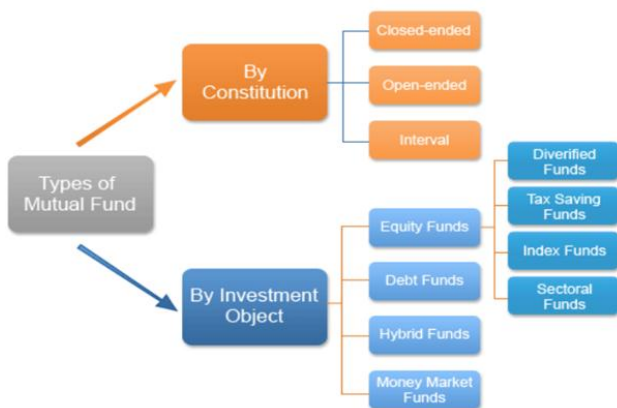 Types of
Mutual Fund
By
Constitution
Closed-ended
Open-ended
Interval
By Investment
Object
Equity Funds
Debt Funds
Hybrid Funds
Money Market
Funds
Diverified
Funds
Tax Saving
Funds
Index Funds
Sectoral
Funds